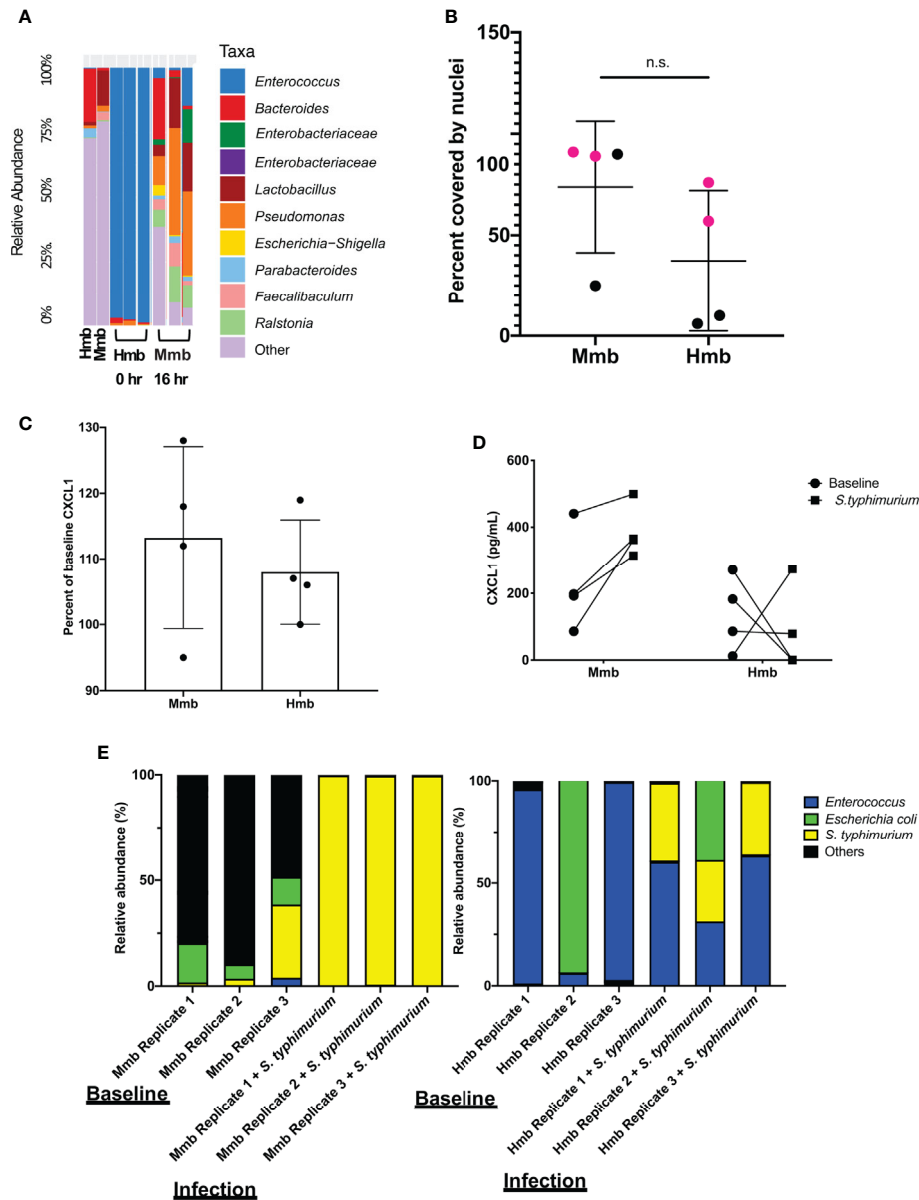 A
Relative Abundance
100%
75%
50%
25%
0%
Hmb
Mmb
Hmb
Mmb
0 hr
16 hr
Taxa
Enterococcus
Bacteroides
Enterobacteriaceae
Enterobacteriaceae
Lactobacillus
Pseudomonas
Escherichia−Shigella
Parabacteroides
Faecalibaculum
Ralstonia
Other
B
Percent covered by nuclei
150
100
50
0
n.s.
Mmb
Hmb
C
Percent of baseline CXCL1
130
120
110
100
90
Mmb
Hmb
D
CXCL1 (pg/mL)
600
400
200
0
Mmb
Hmb
Baseline
S.typhimurium
E
Relative abundance (%)
100
50
0
Mmb Replicate 1
Mmb Replicate 2
Mmb Replicate 3
Mmb Replicate 1 + S. typhimurium
Mmb Replicate 2 + S. typhimurium
Mmb Replicate 3 + S. typhimurium
Baseline
Infection
Relative abundance (%)
100
50
0
Hmb Replicate 1
Hmb Replicate 2
Hmb Replicate 3
Hmb Replicate 1 + S. typhimurium
Hmb Replicate 2 + S. typhimurium
Hmb Replicate 3 + S. typhimurium
Baseline
Infection
Enterococcus
Escherichia coli
S. typhimurium
Others